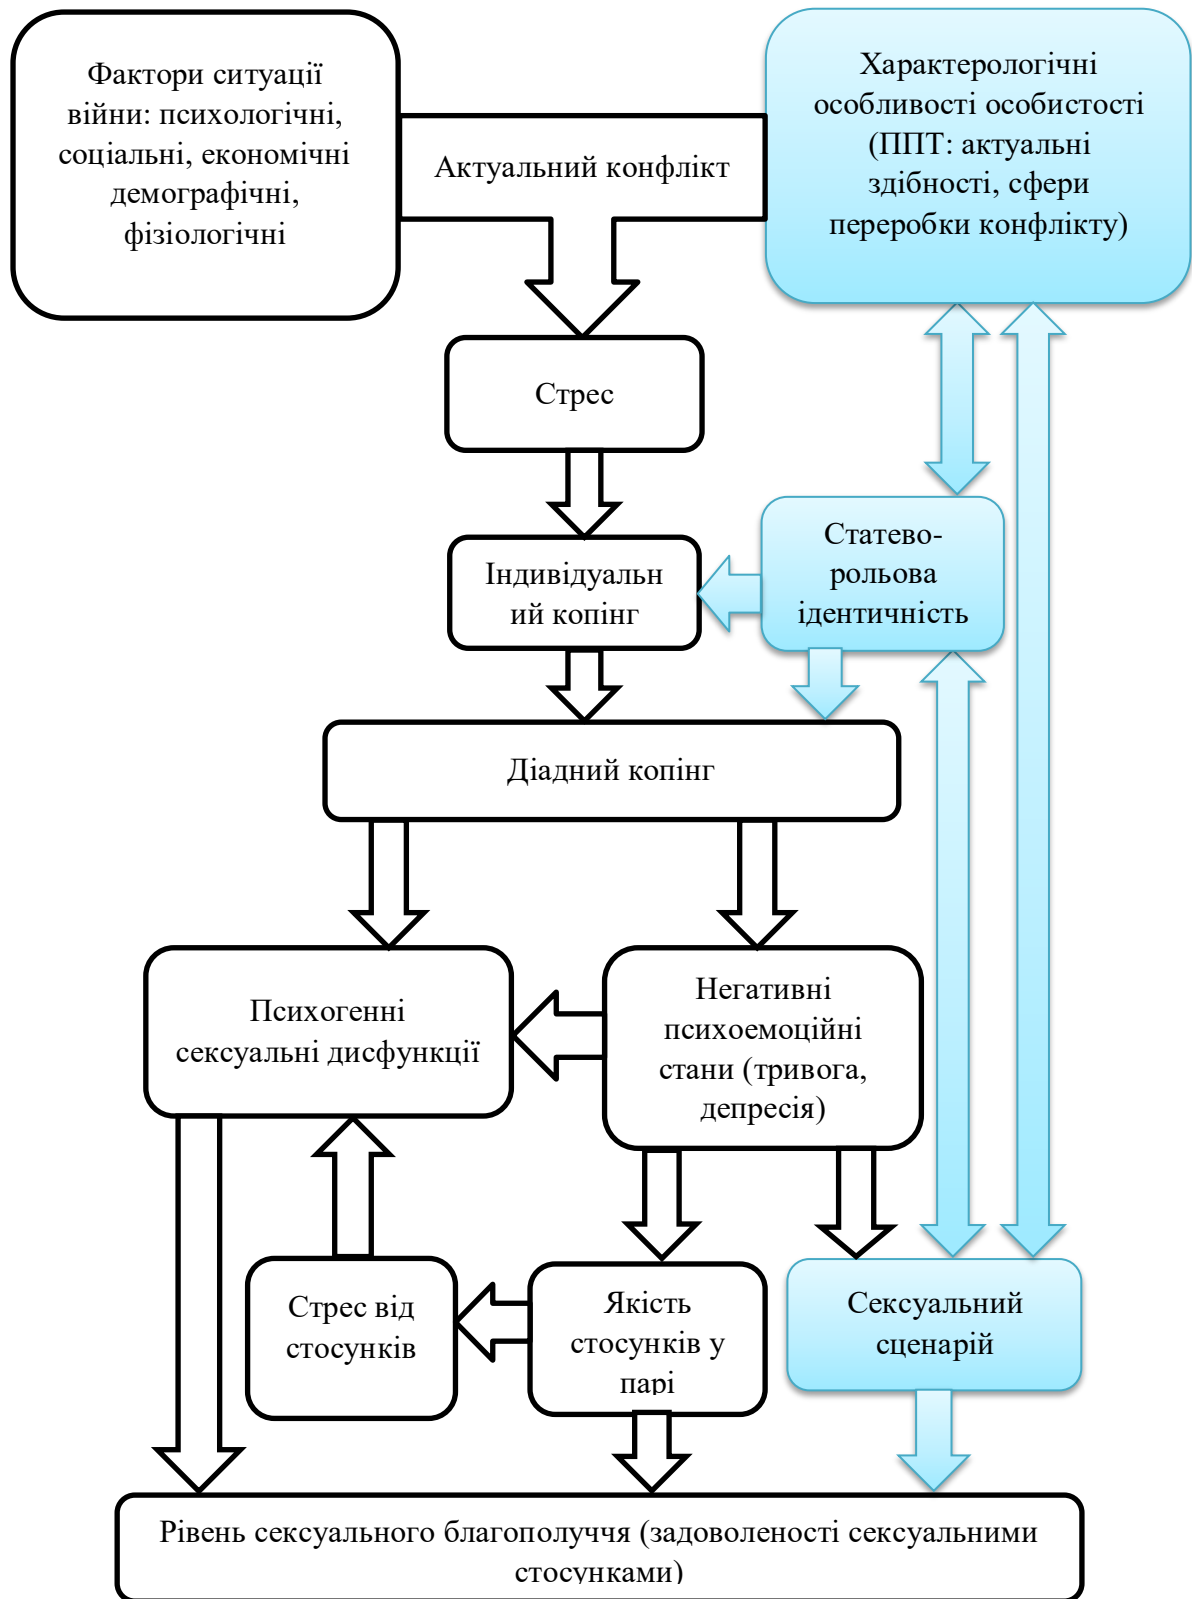 Фактори ситуації
війни: психологічні,
соціальні, економічні
демографічні,
фізіологічні
Актуальний конфлікт
Характерологічні
особливості особистості
(ППТ: актуальні
здібності, сфери
переробки конфлікту)
Стрес
Індивідуальн
ий копінг
Статево-
рольова
ідентичність
Діадний копінг
Психогенні
сексуальні дисфункції
Негативні
психоемоційні
стани (тривога,
депресія)
Стрес від
стосунків
Якість
стосунків у
парі
Сексуальний
сценарій
Рівень сексуального благополуччя (задоволеності сексуальними
стосунками)